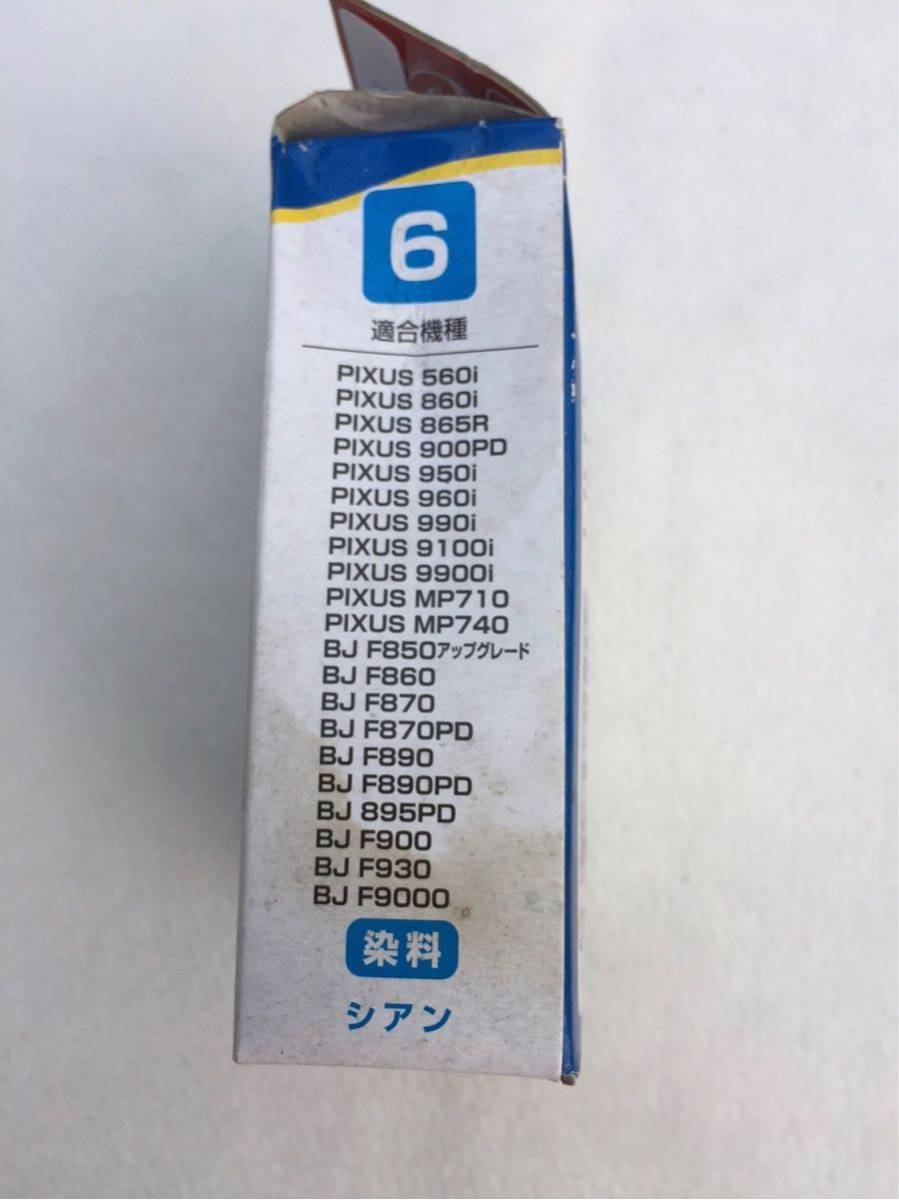 6
適合機種
PIXUS 560i
PIXUS 860i
PIXUS 865R
PIXUS 900PD
PIXUS 950i
PIXUS 960i
PIXUS 990i
PIXUS 9100i
PIXUS 9900i
PIXUS MP710
PIXUS MP740
BJ F850アップグレード
BJ F860
BJ F870
BJ F870PD
BJ F890
BJ F890PD
BJ 895PD
BJ F900
BJ F930
BJ F9000
染料
シアン